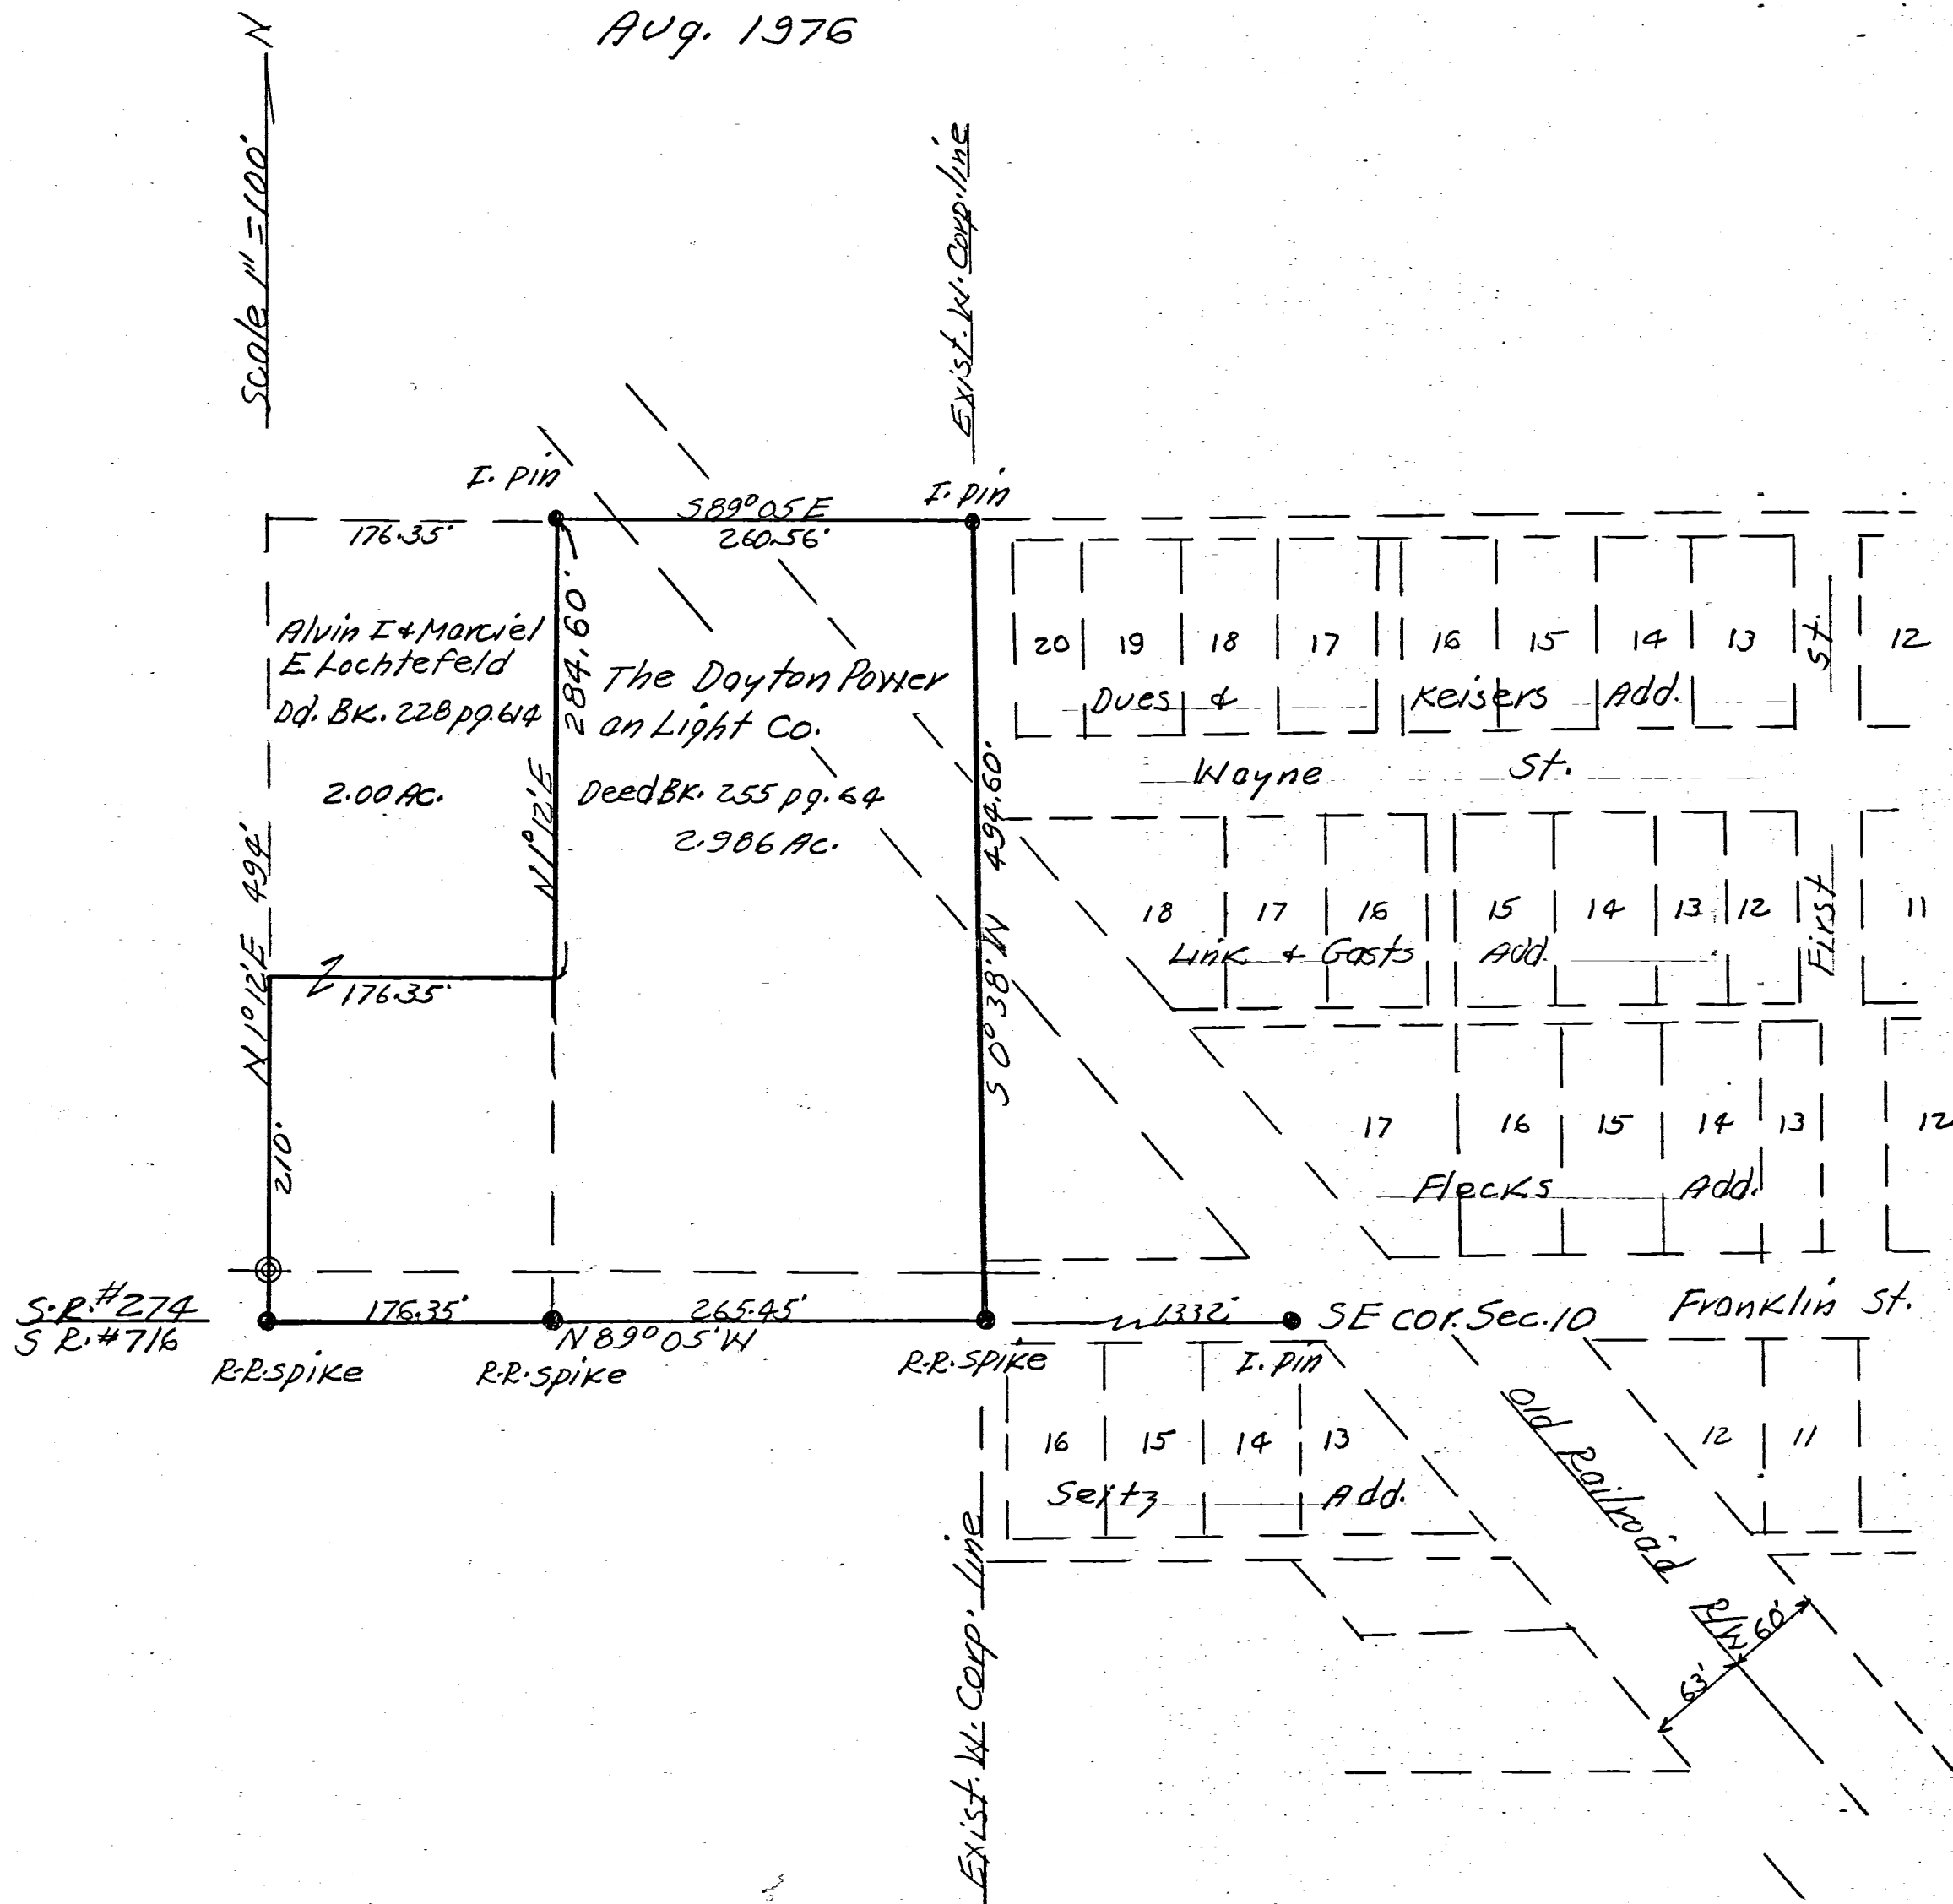 Aug. 1976
N
Scale 1"=100'
Exist. W. Corp. line
I. pin
I. pin
176.35'
S89°05'E
260.56'
Alvin I & Marciel
E. Lochtefeld
Dd. Bk. 228 pg. 614
2.00 Ac.
284.60'
N1°12'E
The Dayton Power
an Light Co.
Deed Bk. 255 pg. 64
2.986 Ac.
494.60'
S 0°38' W
N1°12'E 494'
176.35'
210'
20 19 18 17 16 15 14 13 12
Dues & Keisers Add.
St.
Wayne St.
18 17 16 15 14 13 12 11
Link & Gasts Add.
First
17 16 15 14 13 12
Flecks Add.
S.R. #274
S R. #716
176.35'
265.45'
N 89°05' W
1332'
SE cor. Sec. 10
Franklin St.
R.R. spike
R.R. spike
R.R. spike
I. pin
16 15 14 13
12 11
Add.
Old Railroad R/W
60'
63'
Exist. W. Corp. Line